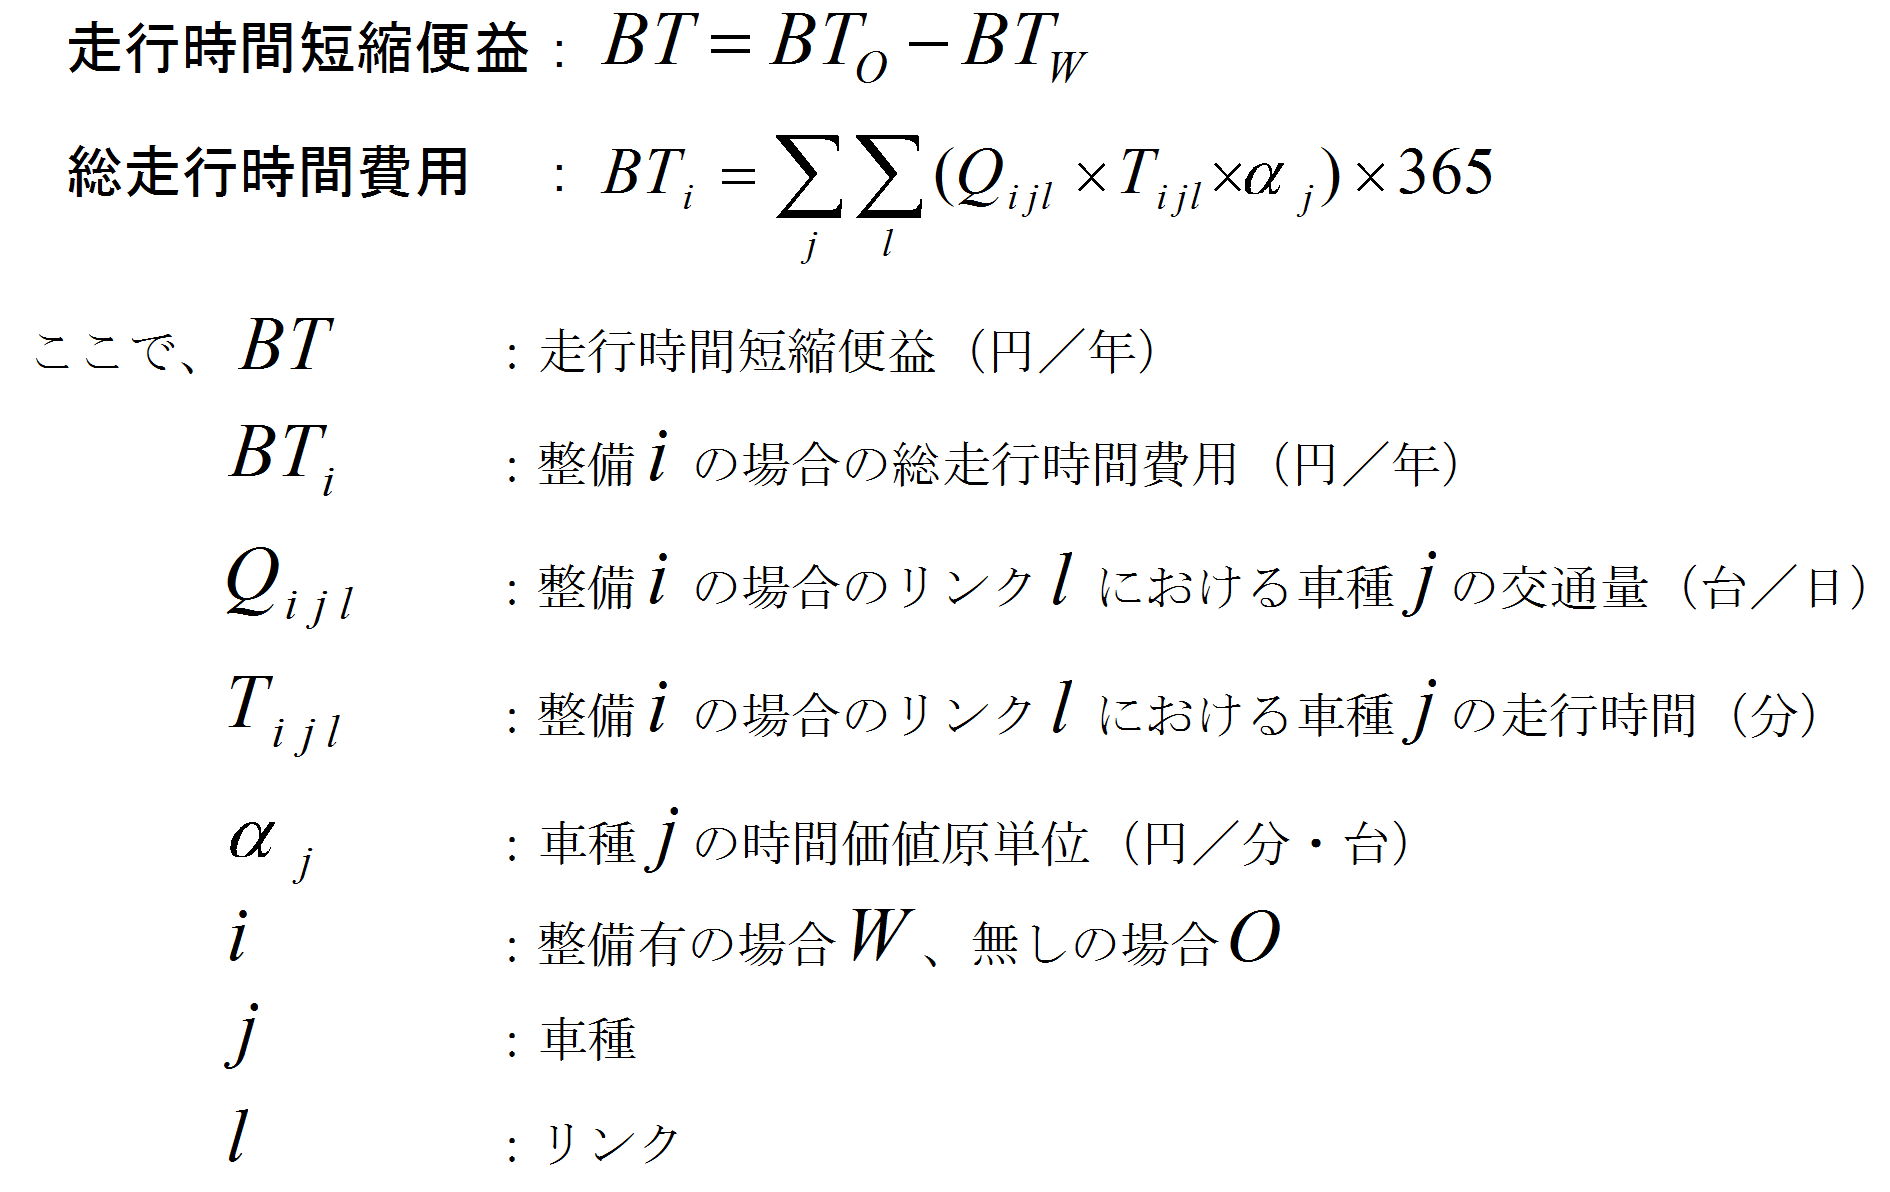 走行時間短縮便益： BT = BT_O − BT_W
総走行時間費用 ： BT_i = ∑_j ∑_l (Q_ijl × T_ijl × α_j) × 365
ここで、BT ：走行時間短縮便益（円／年）
BT_i ：整備 i の場合の総走行時間費用（円／年）
Q_ijl ：整備 i の場合のリンク l における車種 j の交通量（台／日）
T_ijl ：整備 i の場合のリンク l における車種 j の走行時間（分）
α_j ：車種 j の時間価値原単位（円／分・台）
i ：整備有の場合 W 、無しの場合 O
j ：車種
l ：リンク